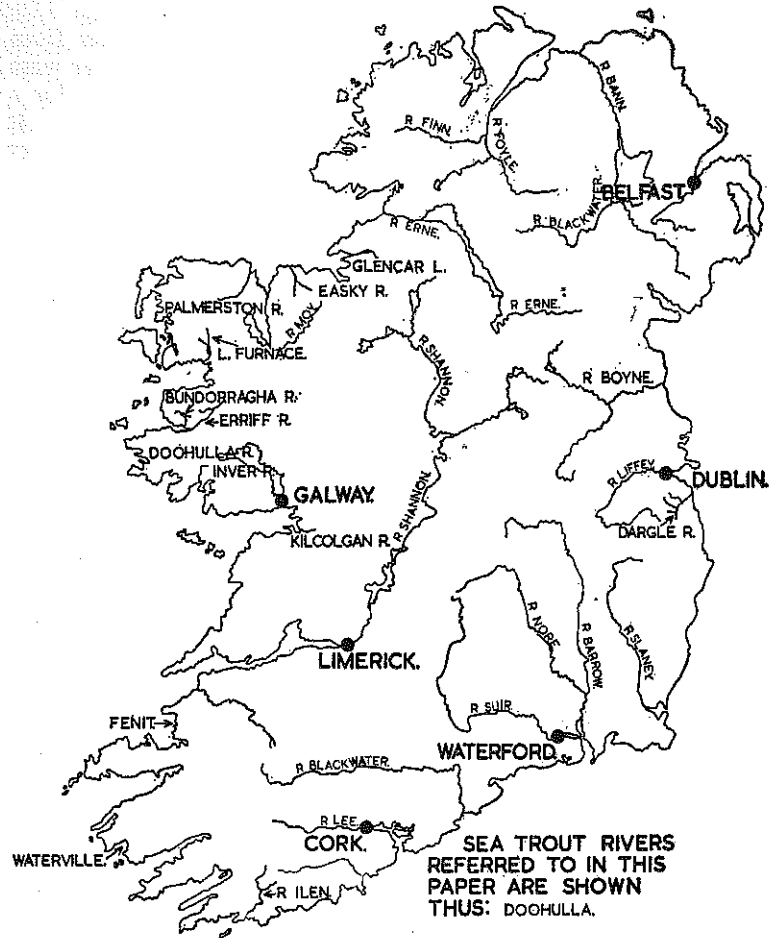 R BANN.
R FINN
R FOYLE.
BELFAST
R BLACKWATER.
R ERNE.
GLENCAR L.
EASKY R.
PALMERSTON R.
R MOY.
R ERNE.
L. FURNACE.
R SHANNON.
R BOYNE.
BUNDORRAGHA R.
ERRIFF R.
DOOHULLA R.
INVER R.
R LIFFEY
DUBLIN.
GALWAY.
R SHANNON.
DARGLE R.
KILCOLGAN R.
R NORE
R BARROW.
R SLANEY
LIMERICK.
R SUIR
FENIT.
WATERFORD.
R BLACKWATER.
R LEE
CORK.
WATERVILLE.
R ILEN.
SEA TROUT RIVERS
REFERRED TO IN THIS
PAPER ARE SHOWN
THUS: DOOHULLA.